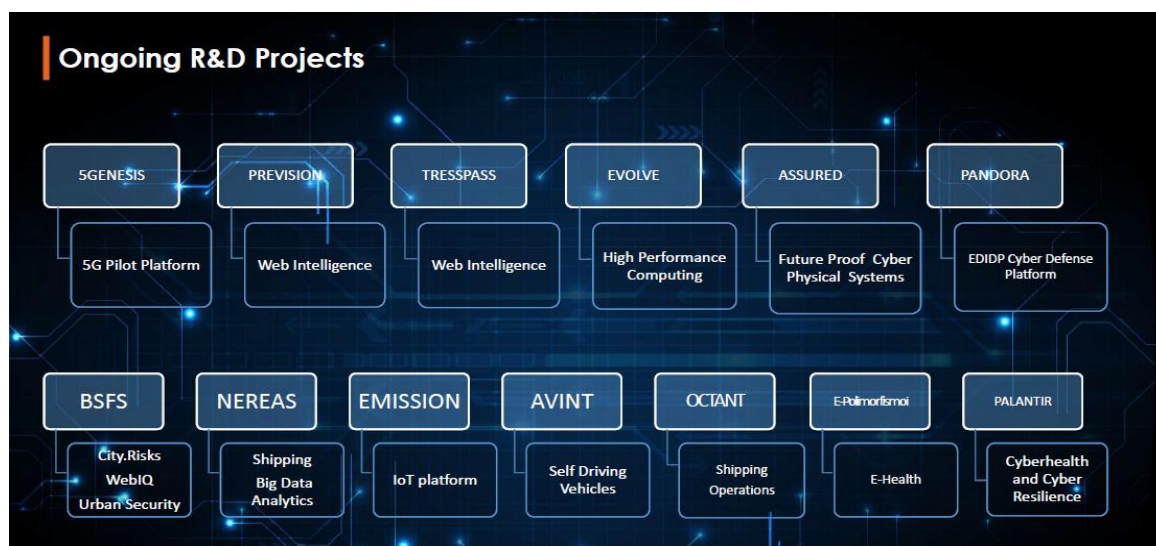 Ongoing R&D Projects
5GENESIS
PREVISION
TRESSPASS
EVOLVE
ASSURED
PANDORA
5G Pilot Platform
Web Intelligence
Web Intelligence
High Performance
Computing
Future Proof Cyber
Physical Systems
EDIDP Cyber Defense
Platform
BSFS
NEREAS
EMISSION
AVINT
OCTANT
E-Polimorfismoi
PALANTIR
City.Risks
WebIQ
Urban Security
Shipping
Big Data
Analytics
IoT platform
Self Driving
Vehicles
Shipping
Operations
E-Health
Cyberhealth
and Cyber
Resilience